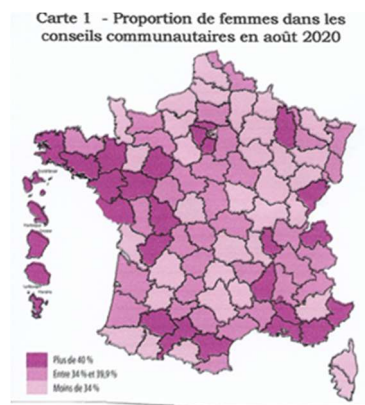 Carte 1 - Proportion de femmes dans les
conseils communautaires en août 2020
Plus de 40 %
Entre 34 % et 39,9 %
Moins de 34 %